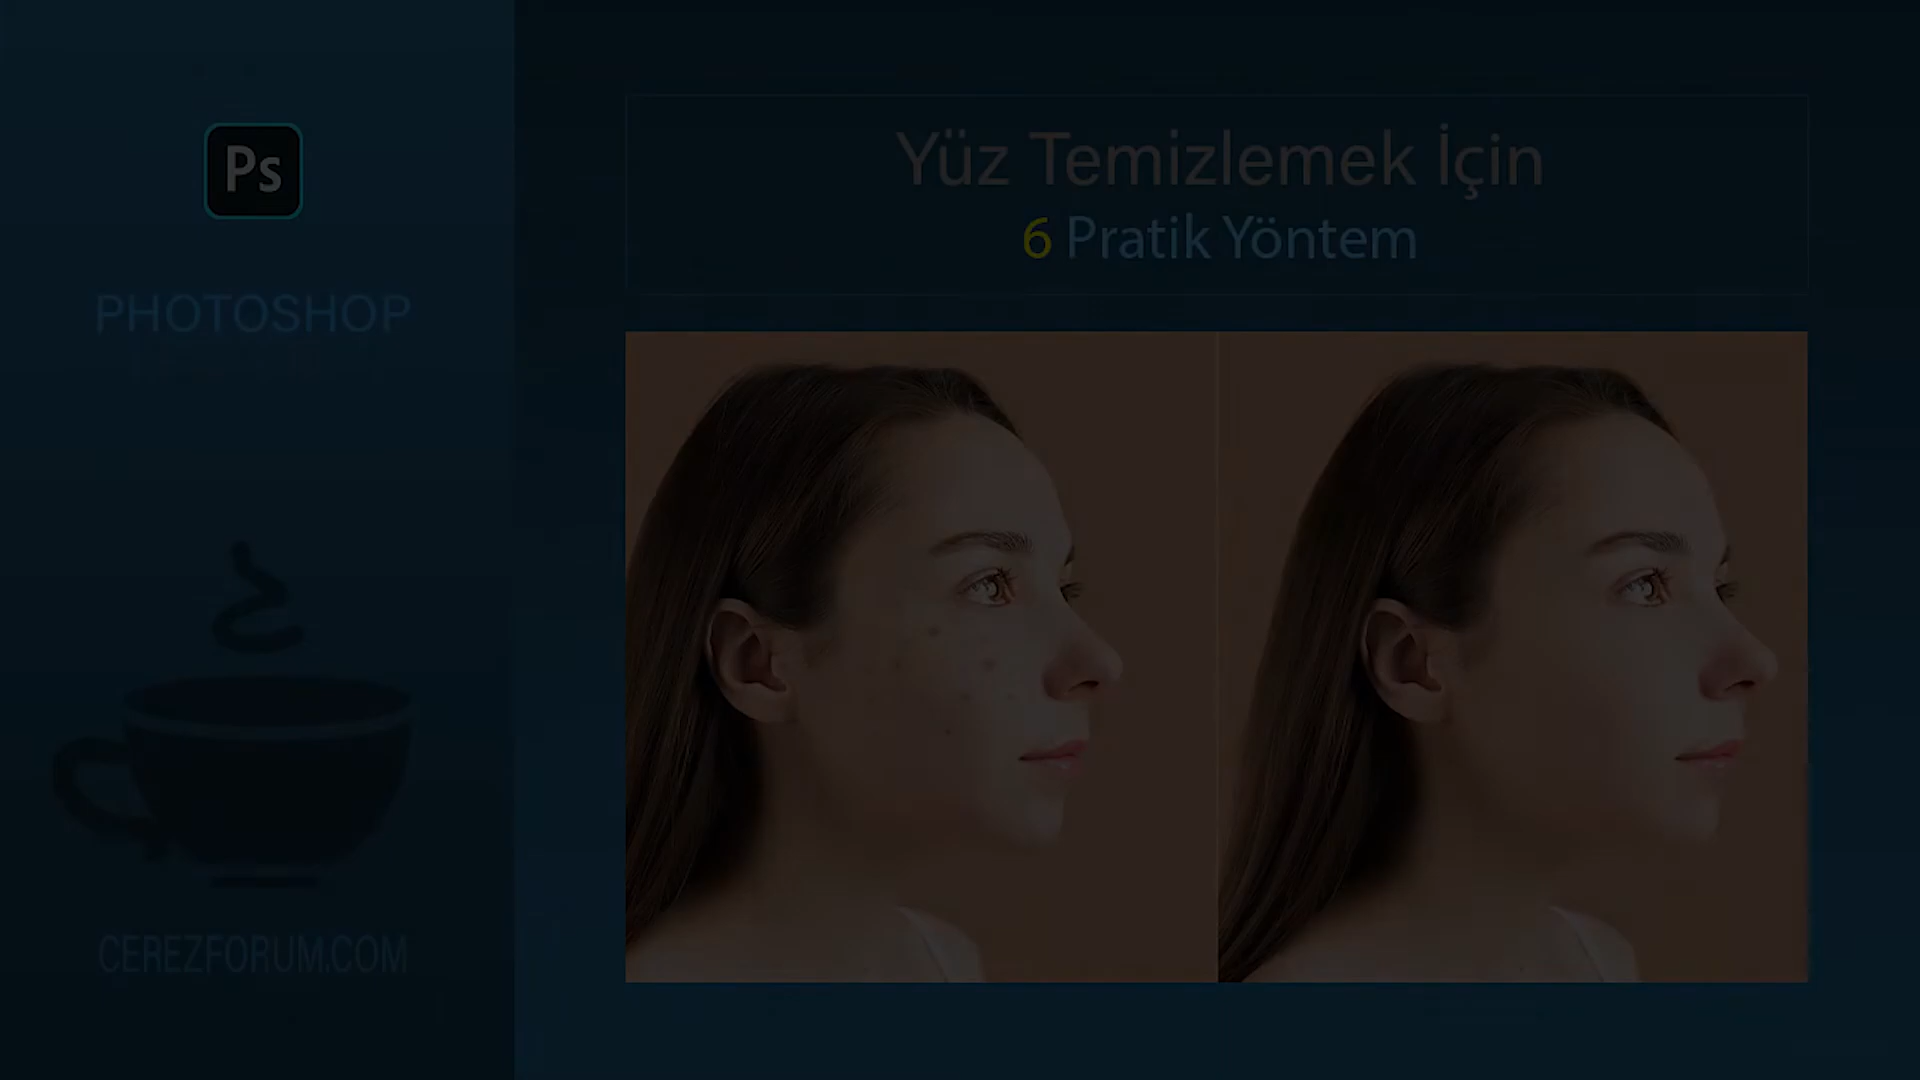 Ps
PHOTOSHOP
CEREZFORUM.COM
Yüz Temizlemek İçin
6 Pratik Yöntem